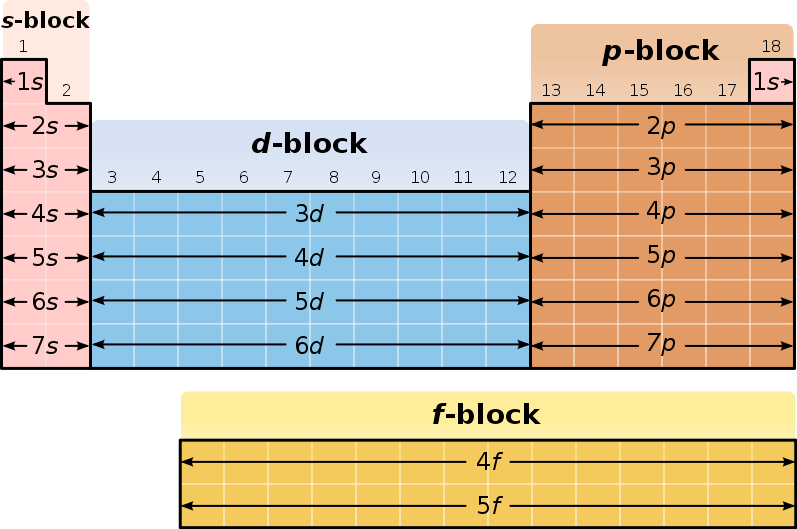 s-block
p-block
1
18
1s
2
13 14 15 16 17
1s
2s
d-block
2p
3s
3 4 5 6 7 8 9 10 11 12
3p
4s
3d
4p
5s
4d
5p
6s
5d
6p
7s
6d
7p
f-block
4f
5f